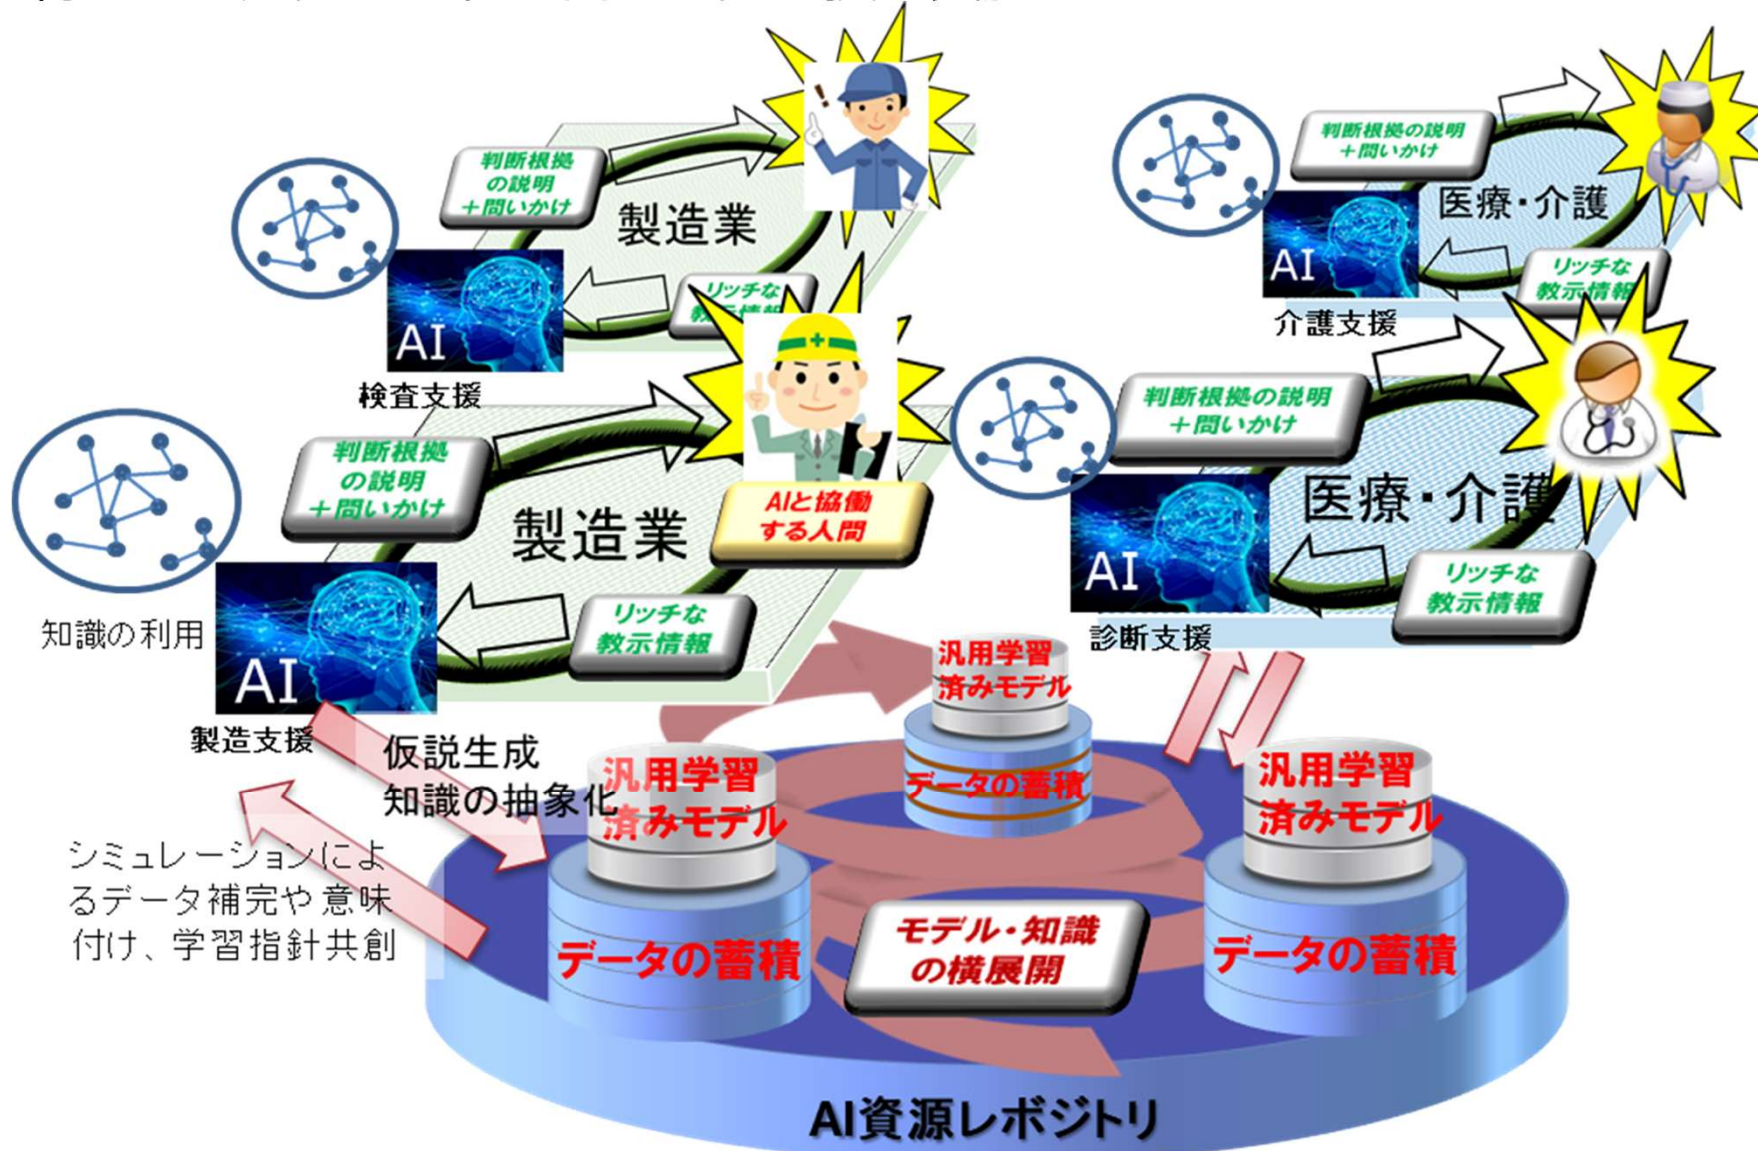 判断根拠
の説明
＋問いかけ
製造業
リッチな
教示情報
AI
検査支援
判断根拠の説明
＋問いかけ
医療・介護
リッチな
教示情報
AI
介護支援
判断根拠
の説明
＋問いかけ
製造業
AIと協働
する人間
リッチな
教示情報
AI
知識の利用
製造支援
判断根拠の説明
＋問いかけ
医療・介護
リッチな
教示情報
AI
診断支援
仮説生成
知識の抽象化
シミュレーションによ
るデータ補完や意味
付け、学習指針共創
汎用学習
済みモデル
データの蓄積
汎用学習
済みモデル
データの蓄積
汎用学習
済みモデル
データの蓄積
モデル・知識
の横展開
AI資源レポジトリ